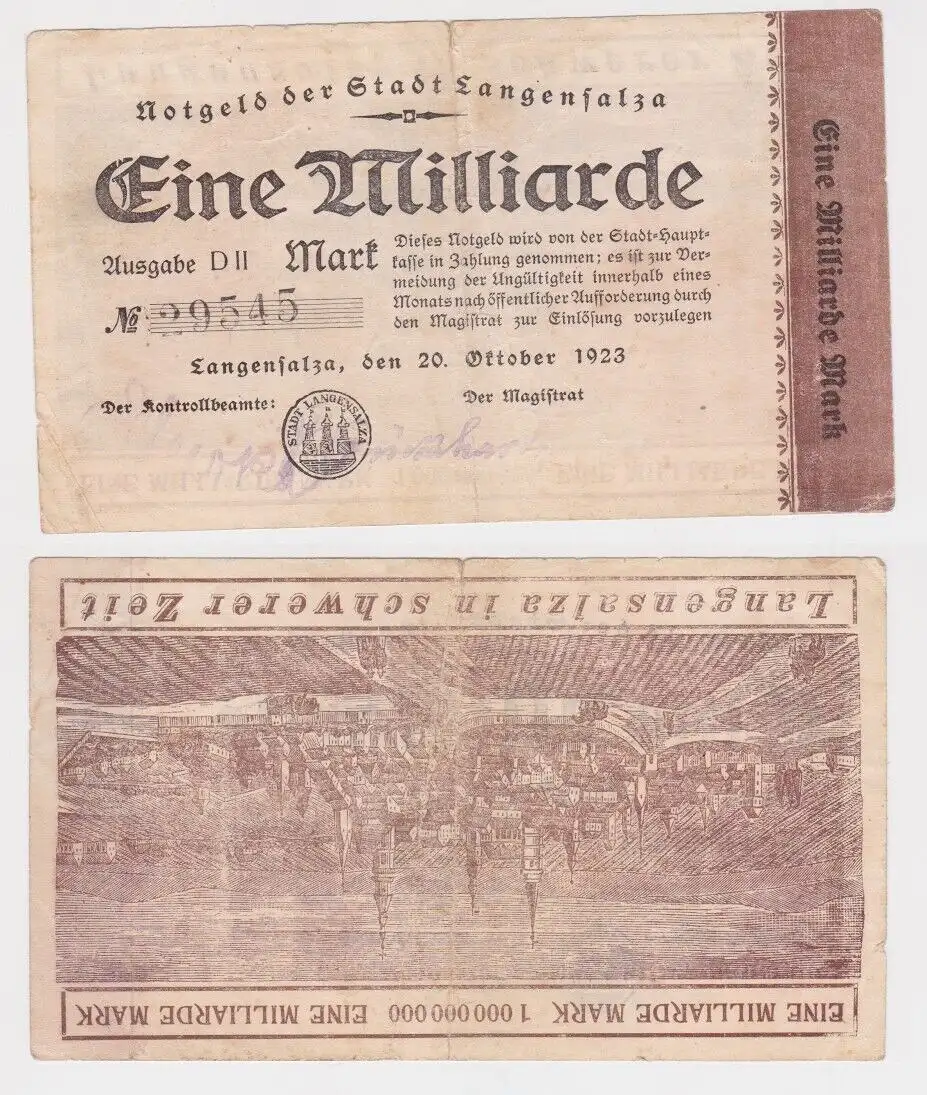 Notgeld der Stadt Langensalza
Eine Milliarde
Ausgabe D II Mark
Dieses Notgeld wird von der Stadt-Haupt-
kasse in Zahlung genommen; es ist zur Ver-
meidung der Ungültigkeit innerhalb eines
Monats nach öffentlicher Aufforderung durch
den Magistrat zur Einlösung vorzulegen
№ 29545
Langensalza, den 20. Oktober 1923
Der Kontrollbeamte:
Der Magistrat
STADT LANGENSALZA
Eine Milliarde Mark
Langensalza in schwerer Zeit
EINE MILLIARDE MARK 1 000 000 000 EINE MILLIARDE MARK